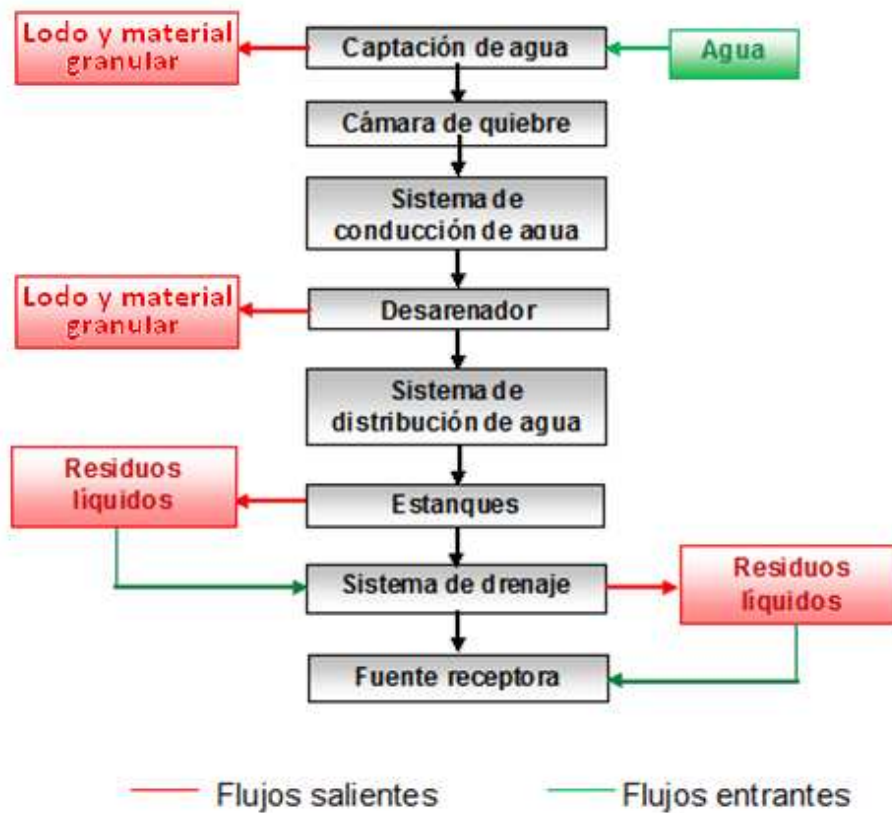 Lodo y material
granular
Captación de agua
Agua
Cámara de quiebre
Sistema de
conducción de agua
Lodo y material
granular
Desarenador
Sistema de
distribución de agua
Residuos
líquidos
Estanques
Sistema de drenaje
Residuos
líquidos
Fuente receptora
Flujos salientes
Flujos entrantes